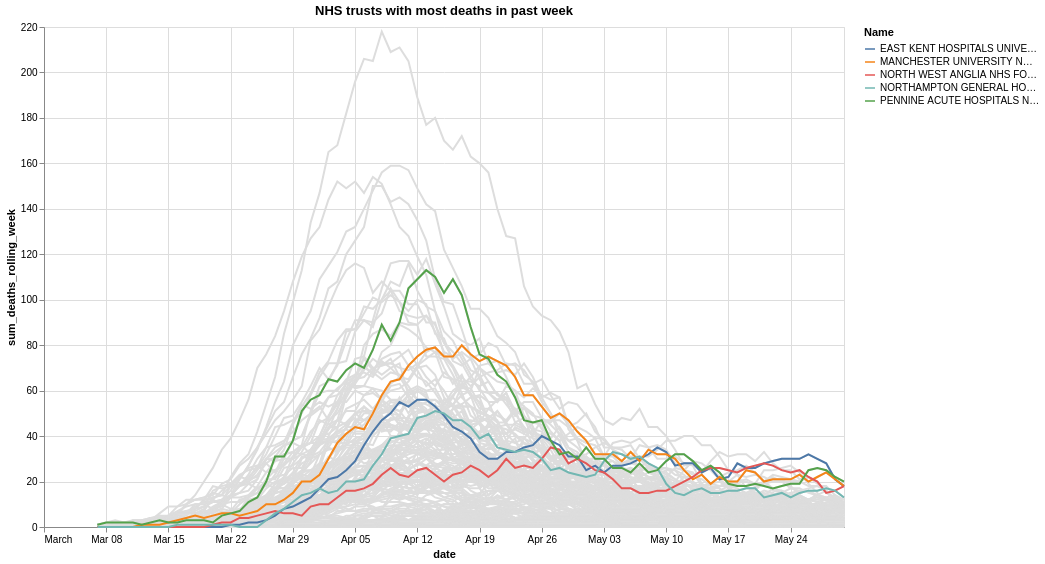 NHS trusts with most deaths in past week
220
200
180
160
140
120
100
80
60
40
20
0
sum_deaths_rolling_week
March Mar 08 Mar 15 Mar 22 Mar 29 Apr 05 Apr 12 Apr 19 Apr 26 May 03 May 10 May 17 May 24
date
Name
EAST KENT HOSPITALS UNIVE…
MANCHESTER UNIVERSITY N…
NORTH WEST ANGLIA NHS FO…
NORTHAMPTON GENERAL HO…
PENNINE ACUTE HOSPITALS N…